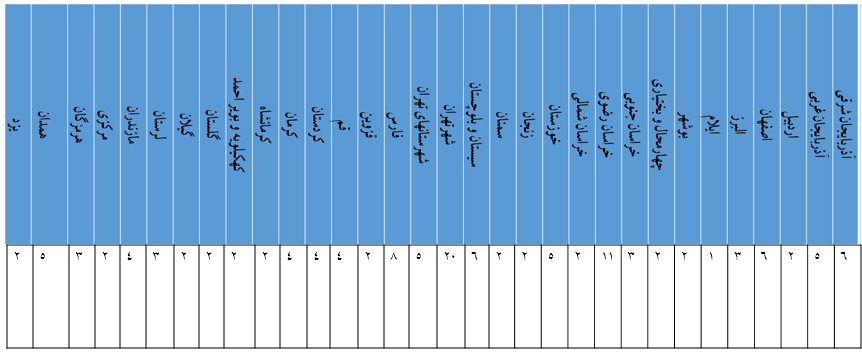 آذربایجان شرقی
آذربایجان غربی
اردبیل
اصفهان
البرز
ایلام
بوشهر
چهارمحال و بختیاری
خراسان جنوبی
خراسان رضوی
خراسان شمالی
خوزستان
زنجان
سمنان
سیستان و بلوچستان
شهر تهران
شهرستانهای تهران
فارس
قزوین
قم
کردستان
کرمان
کرمانشاه
کهکیلویه و بویر احمد
گلستان
گیلان
لرستان
مازندران
مرکزی
هرمزگان
همدان
یزد
۶
۵
۲
۶
۳
۱
۲
۲
۳
۱۱
۲
۵
۲
۲
۶
۲۰
۵
۸
۲
۴
۴
۴
۲
۲
۲
۲
۳
۴
۲
۳
۵
۲